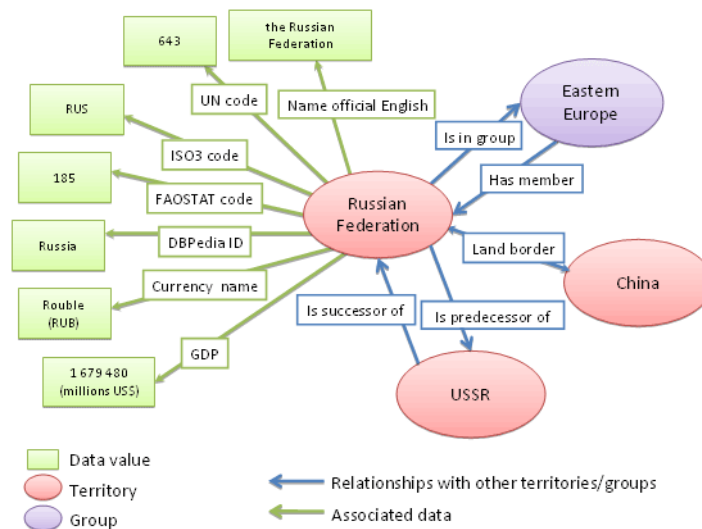 643
the Russian
Federation
UN code
Name official English
Eastern
Europe
RUS
Is in group
ISO3 code
185
Has member
FAOSTAT code
Russian
Federation
Russia
DBPedia ID
Land border
China
Currency name
Rouble
(RUB)
Is successor of
Is predecessor of
GDP
1 679 480
(millions US$)
USSR
Data value
Territory
Group
Relationships with other territories/groups
Associated data